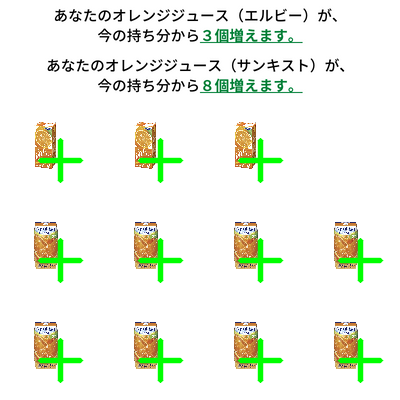 あなたのオレンジジュース（エルビー）が、
今の持ち分から３個増えます。
あなたのオレンジジュース（サンキスト）が、
今の持ち分から８個増えます。